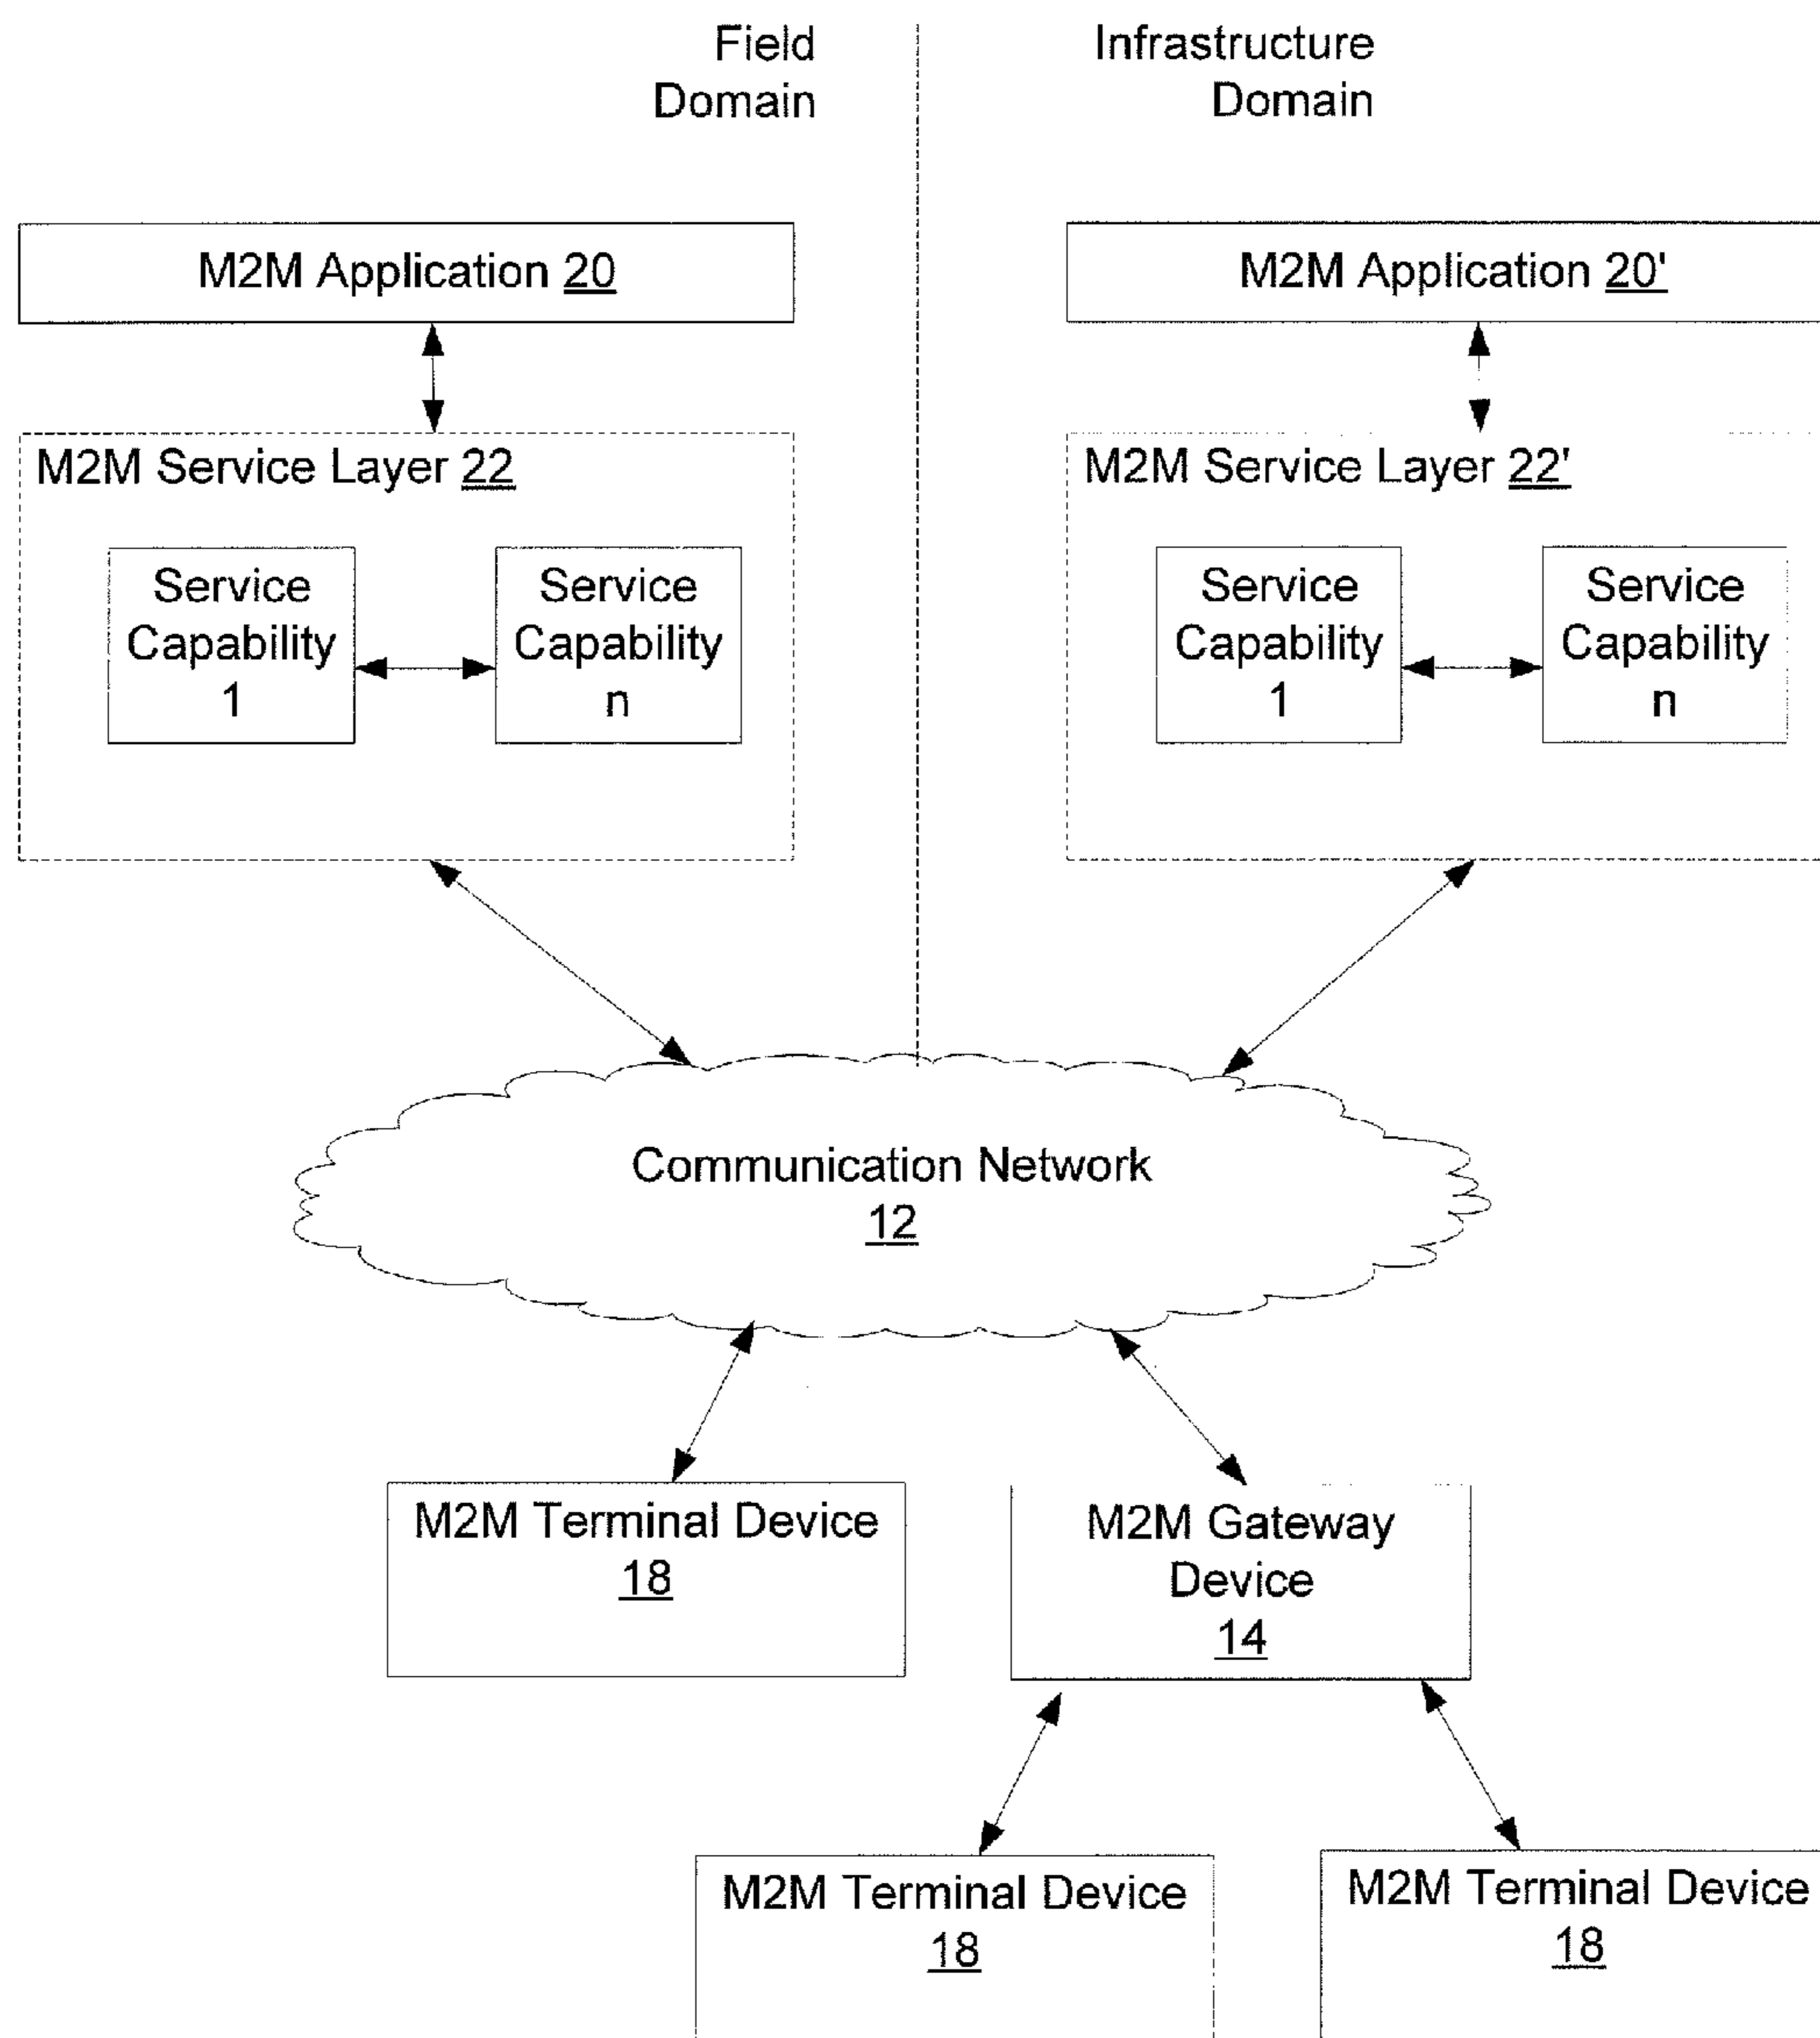 Field
Domain
Infrastructure
Domain
M2M Application 20
M2M Application 20'
M2M Service Layer 22
M2M Service Layer 22'
Service
Capability
1
Service
Capability
n
Service
Capability
1
Service
Capability
n
Communication Network
12
M2M Terminal Device
18
M2M Gateway
Device
14
M2M Terminal Device
18
M2M Terminal Device
18